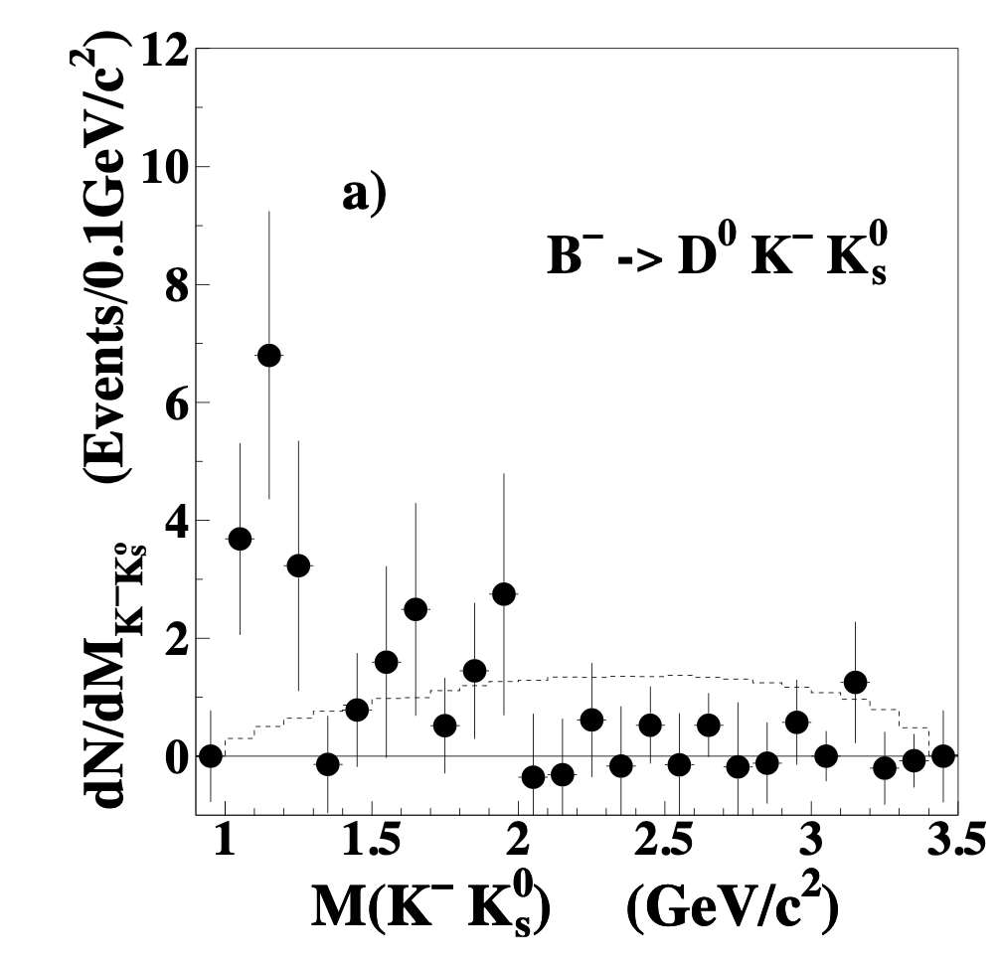 a)
B⁻ -> D⁰ K⁻ K⁰ₛ
dN/dM K⁻Kₛ⁰ (Events/0.1GeV/c²)
12
10
8
6
4
2
0
1 1.5 2 2.5 3 3.5
M(K⁻ K⁰ₛ) (GeV/c²)